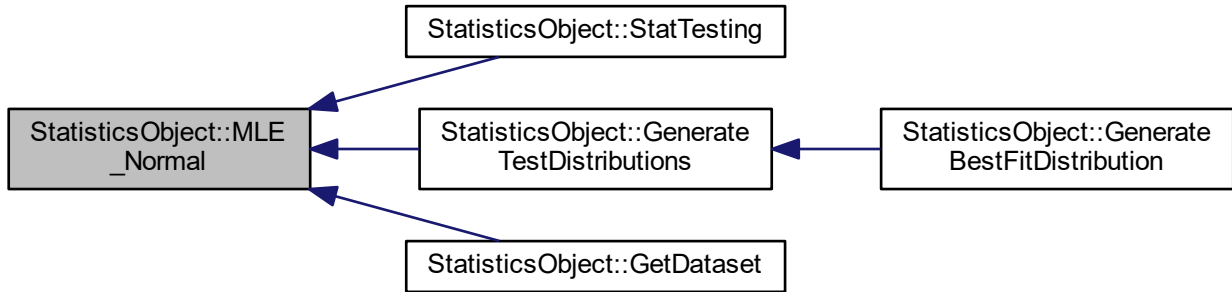 StatisticsObject::StatTesting
StatisticsObject::MLE
_Normal
StatisticsObject::Generate
TestDistributions
StatisticsObject::Generate
BestFitDistribution
StatisticsObject::GetDataset